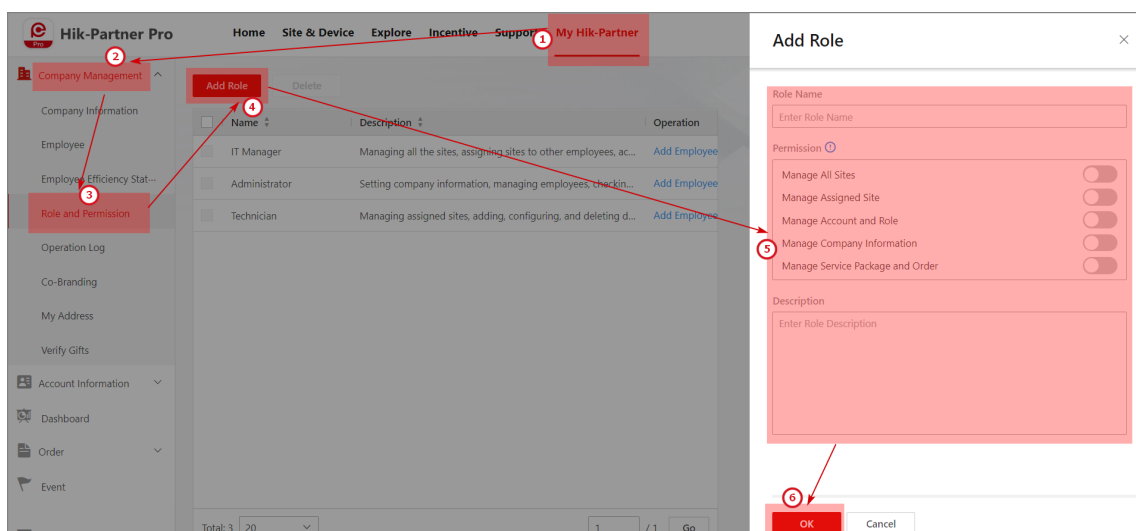 Hik-Partner Pro
Pro
Home Site & Device Explore Incentive Support My Hik-Partner
1
2
Company Management
Company Information
Employee
Employee Efficiency Stat···
3
Role and Permission
Operation Log
Co-Branding
My Address
Verify Gifts
Account Information
Dashboard
Order
Event
Add Role Delete
4
Name Description Operation
IT Manager Managing all the sites, assigning sites to other employees, ac... Add Employee
Administrator Setting company information, managing employees, checkin... Add Employee
Technician Managing assigned sites, adding, configuring, and deleting d... Add Employee
Total: 3 20 1 / 1 Go
Add Role
Role Name
Enter Role Name
Permission
Manage All Sites
Manage Assigned Site
Manage Account and Role
5
Manage Company Information
Manage Service Package and Order
Description
Enter Role Description
6
OK Cancel